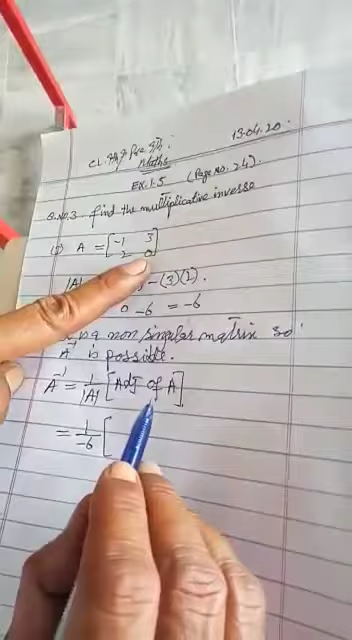 13.04.20.
Maths
EX.1.5 (Page No. 24).
Q.No.3 find the multiplicative inverse
(i) A = [-1 3
2 0]
|A| - (3)(2).
0 -6 = -6
non singular matrix so
A⁻¹ is possible.
A⁻¹ = 1/|A| [Adj of A]
= 1/-6 [